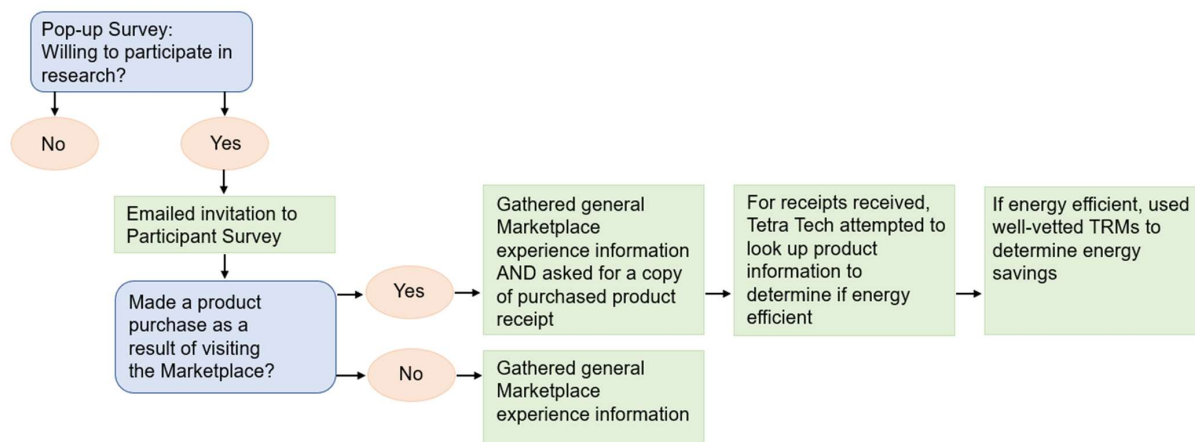 Pop-up Survey:
Willing to participate in
research?
No
Yes
Emailed invitation to
Participant Survey
Made a product
purchase as a
result of visiting
the Marketplace?
Yes
Gathered general
Marketplace
experience information
AND asked for a copy
of purchased product
receipt
For receipts received,
Tetra Tech attempted to
look up product
information to
determine if energy
efficient
If energy efficient, used
well-vetted TRMs to
determine energy
savings
No
Gathered general
Marketplace
experience information